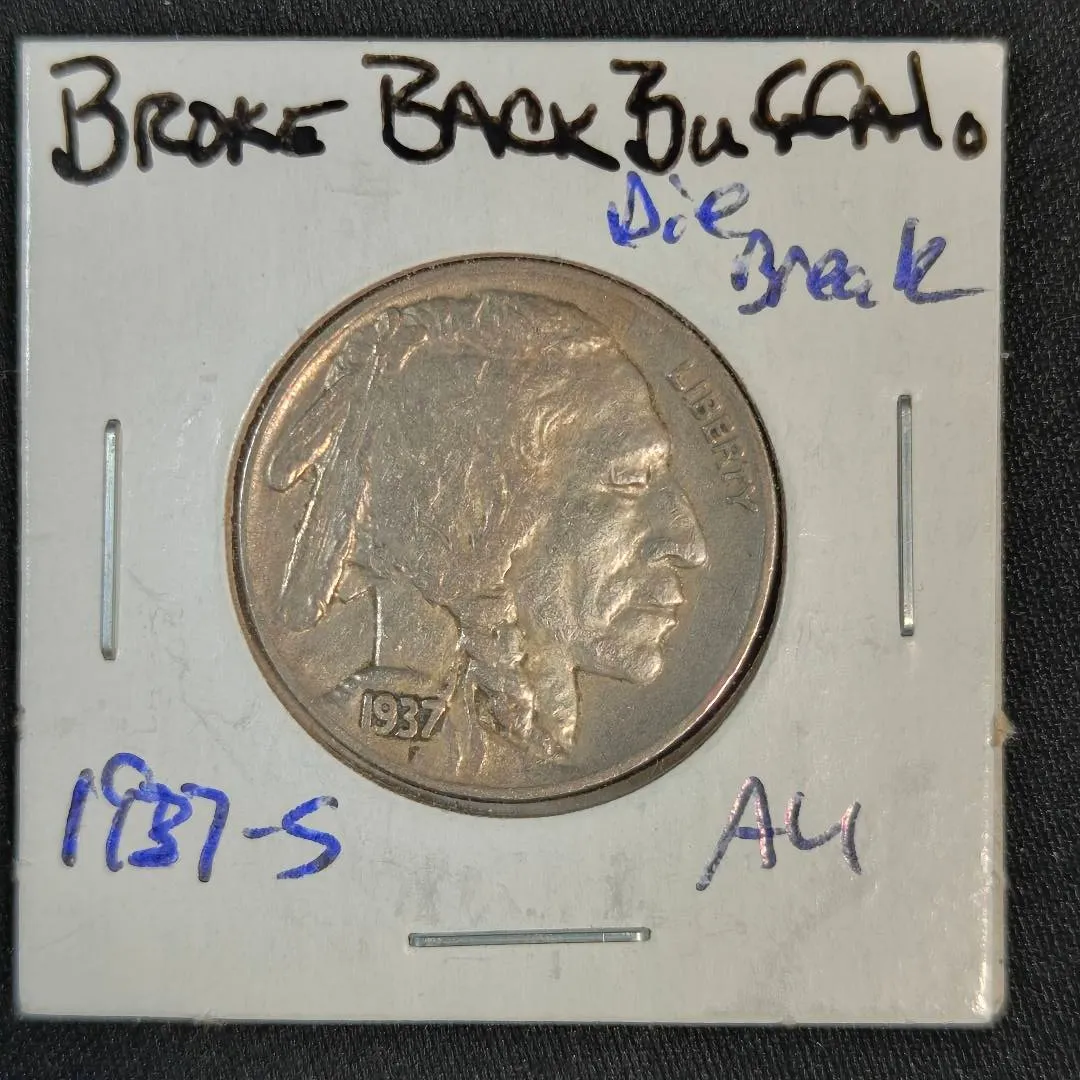 BROKE BACK BUFFALO
Die
Break
LIBERTY
1937
F
1937-S
AU